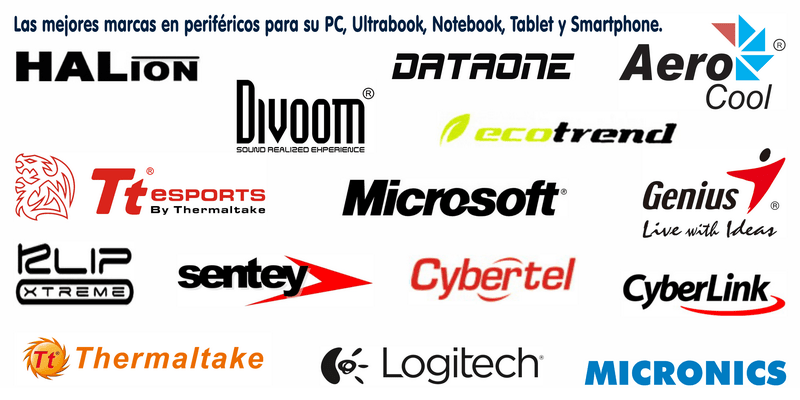 Las mejores marcas en periféricos para su PC, Ultrabook, Notebook, Tablet y Smartphone.
HALION
DATAONE
Aero ®
Cool
DIVOOM ®
SOUND REALIZED EXPERIENCE
ecotrend
Tt ESPORTS ®
By Thermaltake
Microsoft ®
Genius ®
Live with Ideas
KLIP
XTREME
sentey
Cybertel
CyberLink
Tt Thermaltake
Logitech
MICRONICS